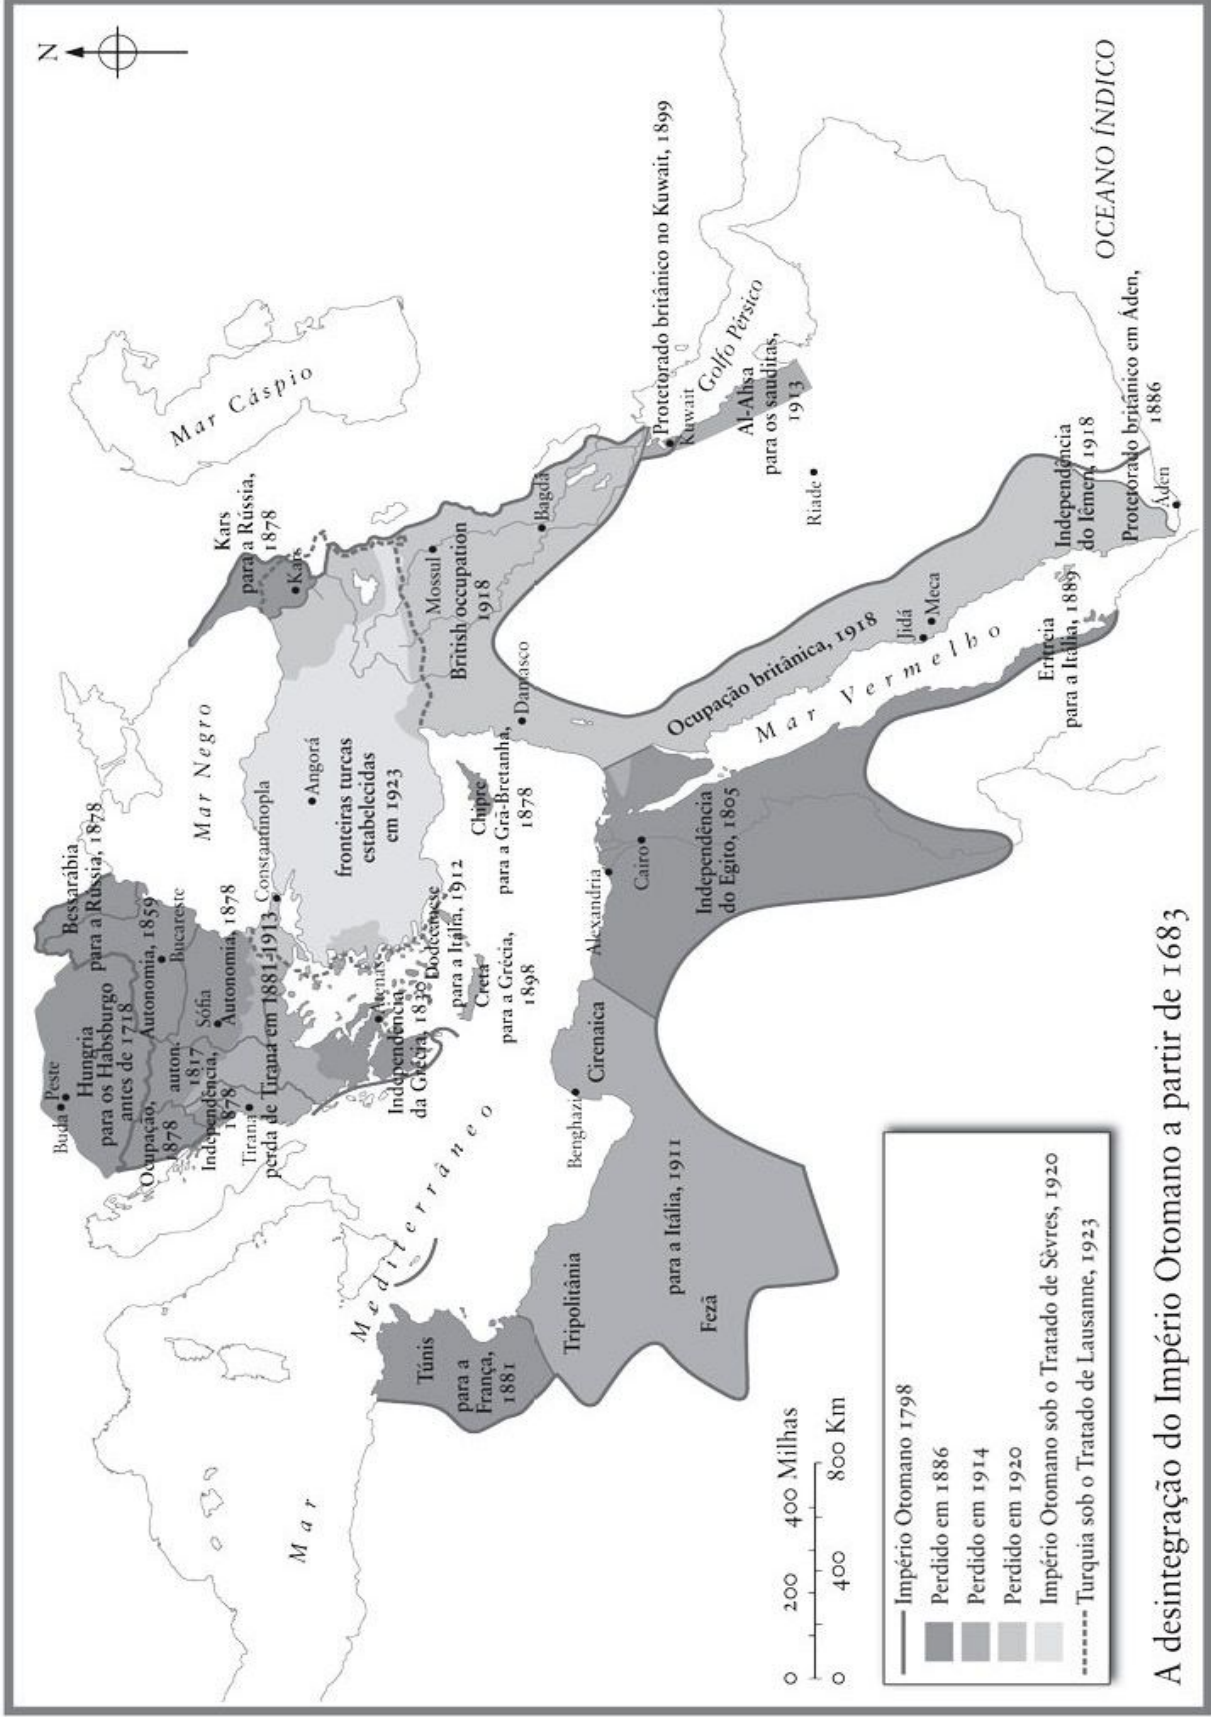 N
Mar Cáspio
Kars
para a Rússia,
1878
Kars
Mar Negro
Bessarábia
para a Rússia, 1878
Buda
Peste
Hungria
para os Habsburgo
antes de 1718
Autonomia, 1859
Bucareste
Ocupação,
1878
auton.
1817
Sófia
Autonomia, 1878
Independência,
1878
Tirana
perda de Tirana em 1881-1913
Constantinopla
Angorá
fronteiras turcas
estabelecidas
em 1923
Atenas
Independência
da Grécia, 1830
Dodecanese
para a Itália, 1912
Creta
para a Grécia,
1898
Chipre
para a Grã-Bretanha,
1878
Mossul
British occupation
1918
Bagdá
Damasco
Protetorado britânico no Kuwait, 1899
Kuwait
Golfo Pérsico
Al-Ahsa
para os sauditas,
1913
Riade
Mar Mediterrâneo
Túnis
para a
França,
1881
Tripolitânia
Benghazi
Cirenaica
para a Itália, 1911
Fezã
Alexandria
Cairo
Independência
do Egito, 1805
Ocupação britânica, 1918
Mar Vermelho
Jidá
Meca
Eritreia
para a Itália, 1889
Independência
do Iêmen, 1918
Protetorado britânico em Áden,
1886
Áden
OCEANO ÍNDICO
0 200 400 Milhas
0 400 800 Km
Império Otomano 1798
Perdido em 1886
Perdido em 1914
Perdido em 1920
Império Otomano sob o Tratado de Sèvres, 1920
Turquia sob o Tratado de Lausanne, 1923
A desintegração do Império Otomano a partir de 1683